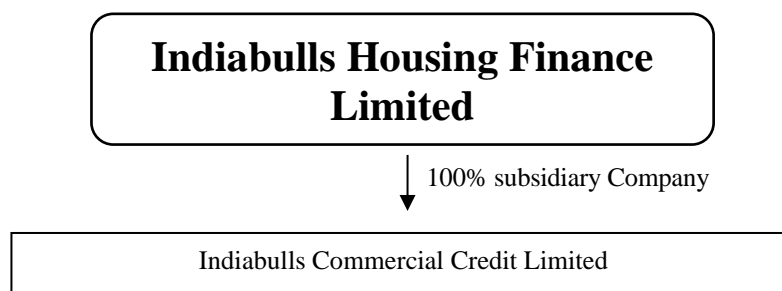 Indiabulls Housing Finance
Limited
100% subsidiary Company
Indiabulls Commercial Credit Limited